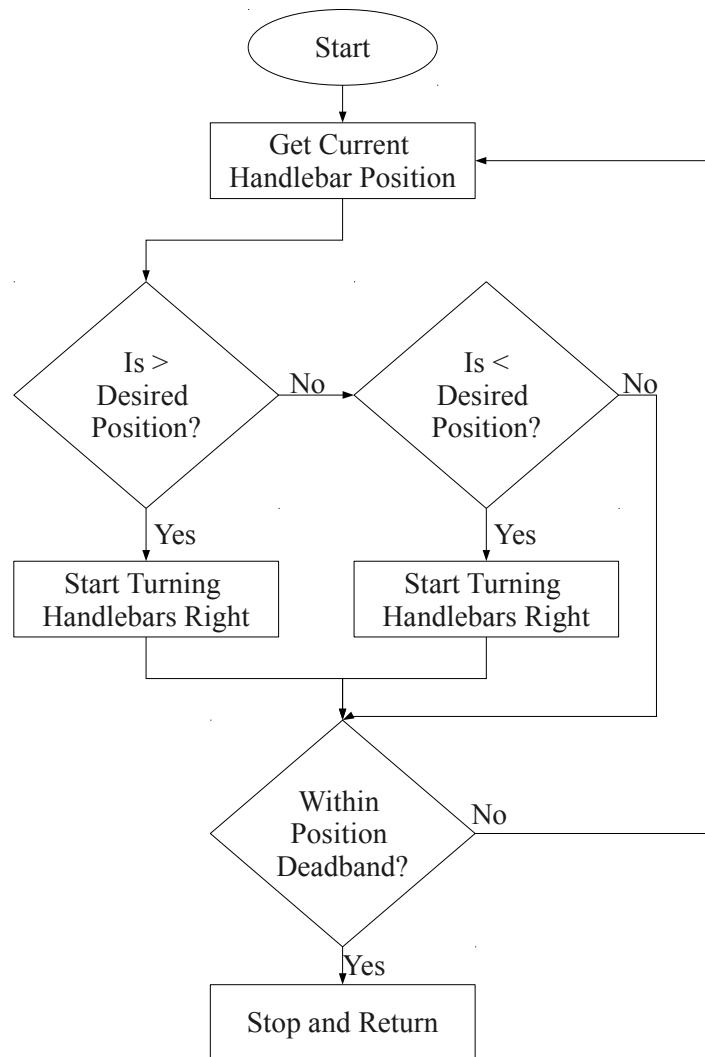 Start
Get Current
Handlebar Position
Is >
Desired
Position?
No
Is <
Desired
Position?
No
Yes
Start Turning
Handlebars Right
Yes
Start Turning
Handlebars Right
Within
Position
Deadband?
No
Yes
Stop and Return